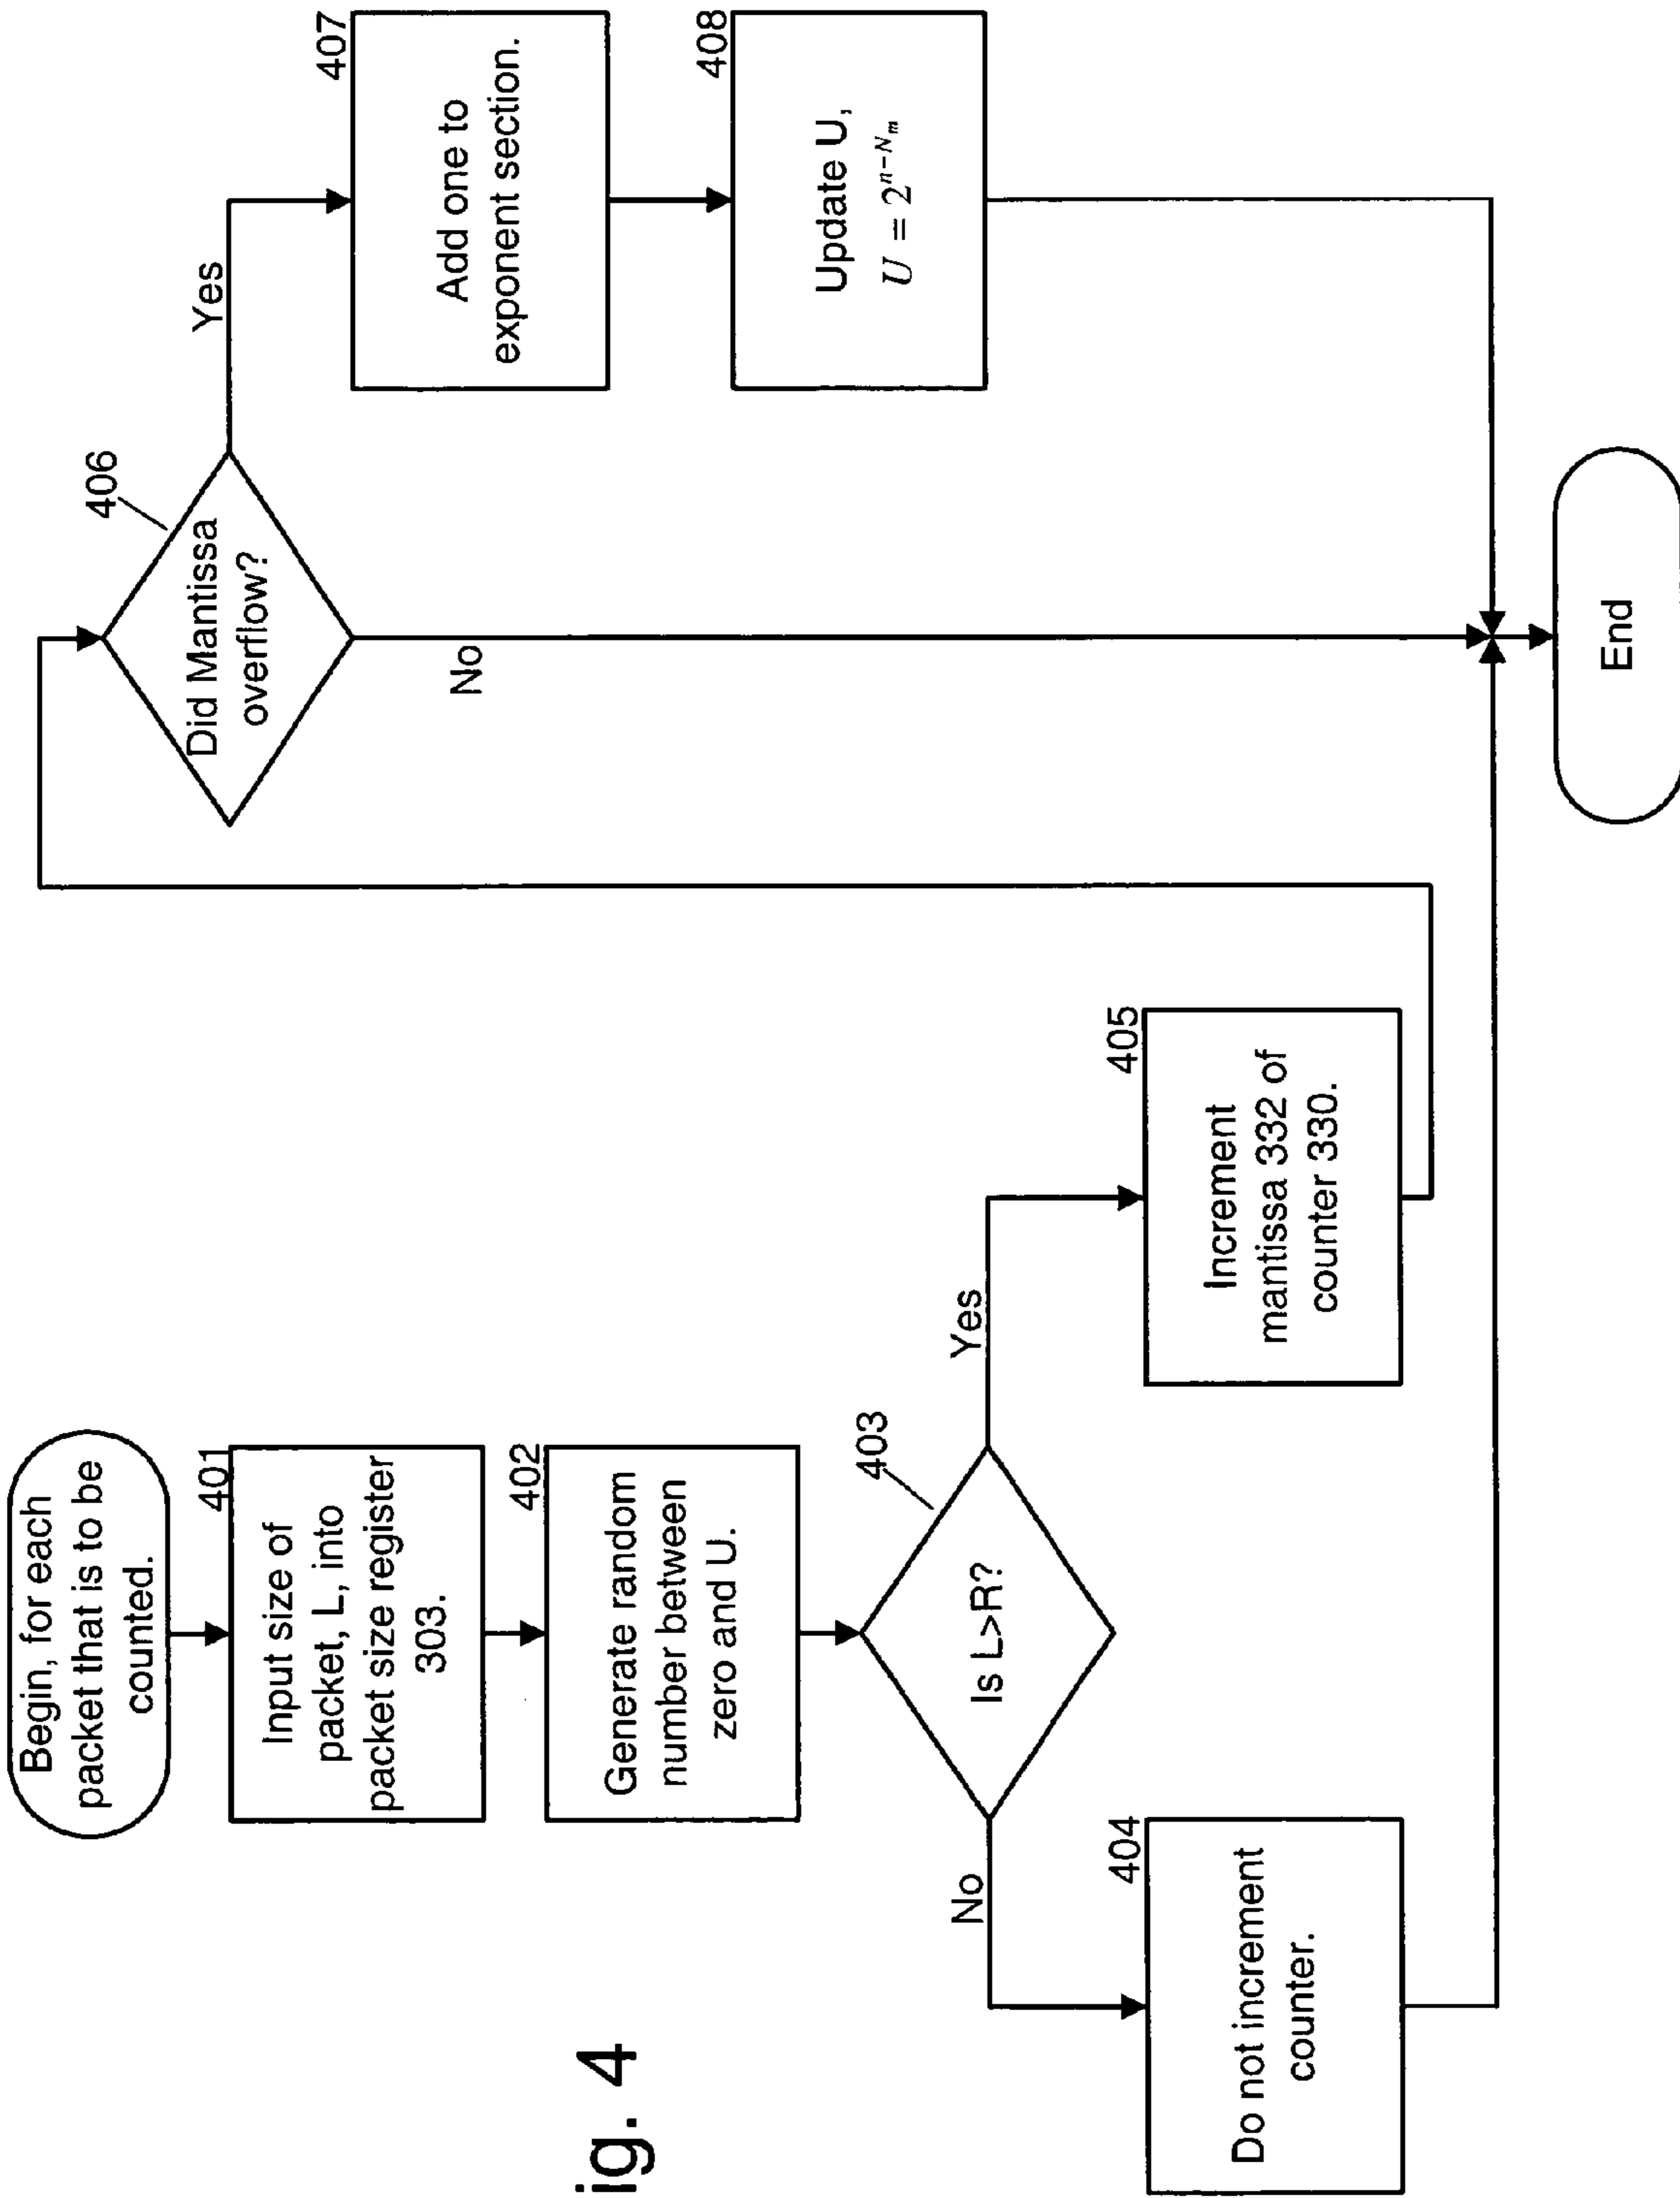 Begin, for each
packet that is to be
counted.
401
Input size of
packet, L, into
packet size register
303.
402
Generate random
number between
zero and U.
403
Is L>R?
No
Yes
404
Do not increment
counter.
405
Increment
mantissa 332 of
counter 330.
406
Did Mantissa
overflow?
Yes
No
407
Add one to
exponent section.
408
Update U,
U = 2^{n-N_m}
End
ig. 4